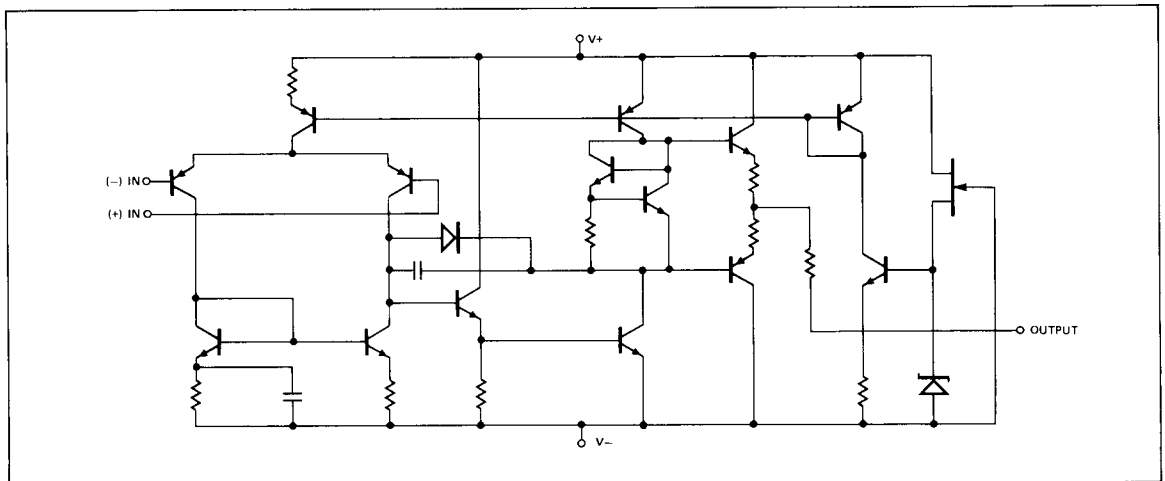 V+
(−) IN
(+) IN
OUTPUT
V−